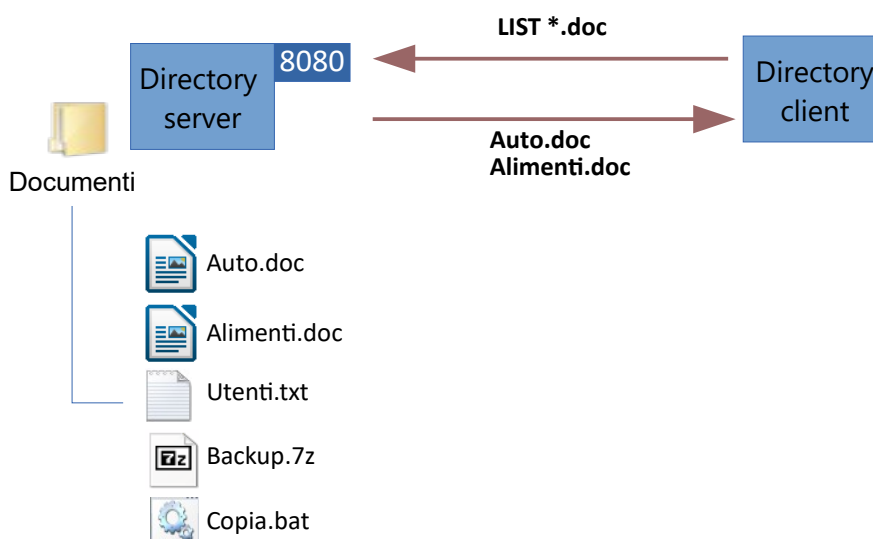 LIST *.doc
8080
Directory
server
Directory
client
Auto.doc
Alimenti.doc
Documenti
Auto.doc
Alimenti.doc
Utenti.txt
7z
Backup.7z
Copia.bat